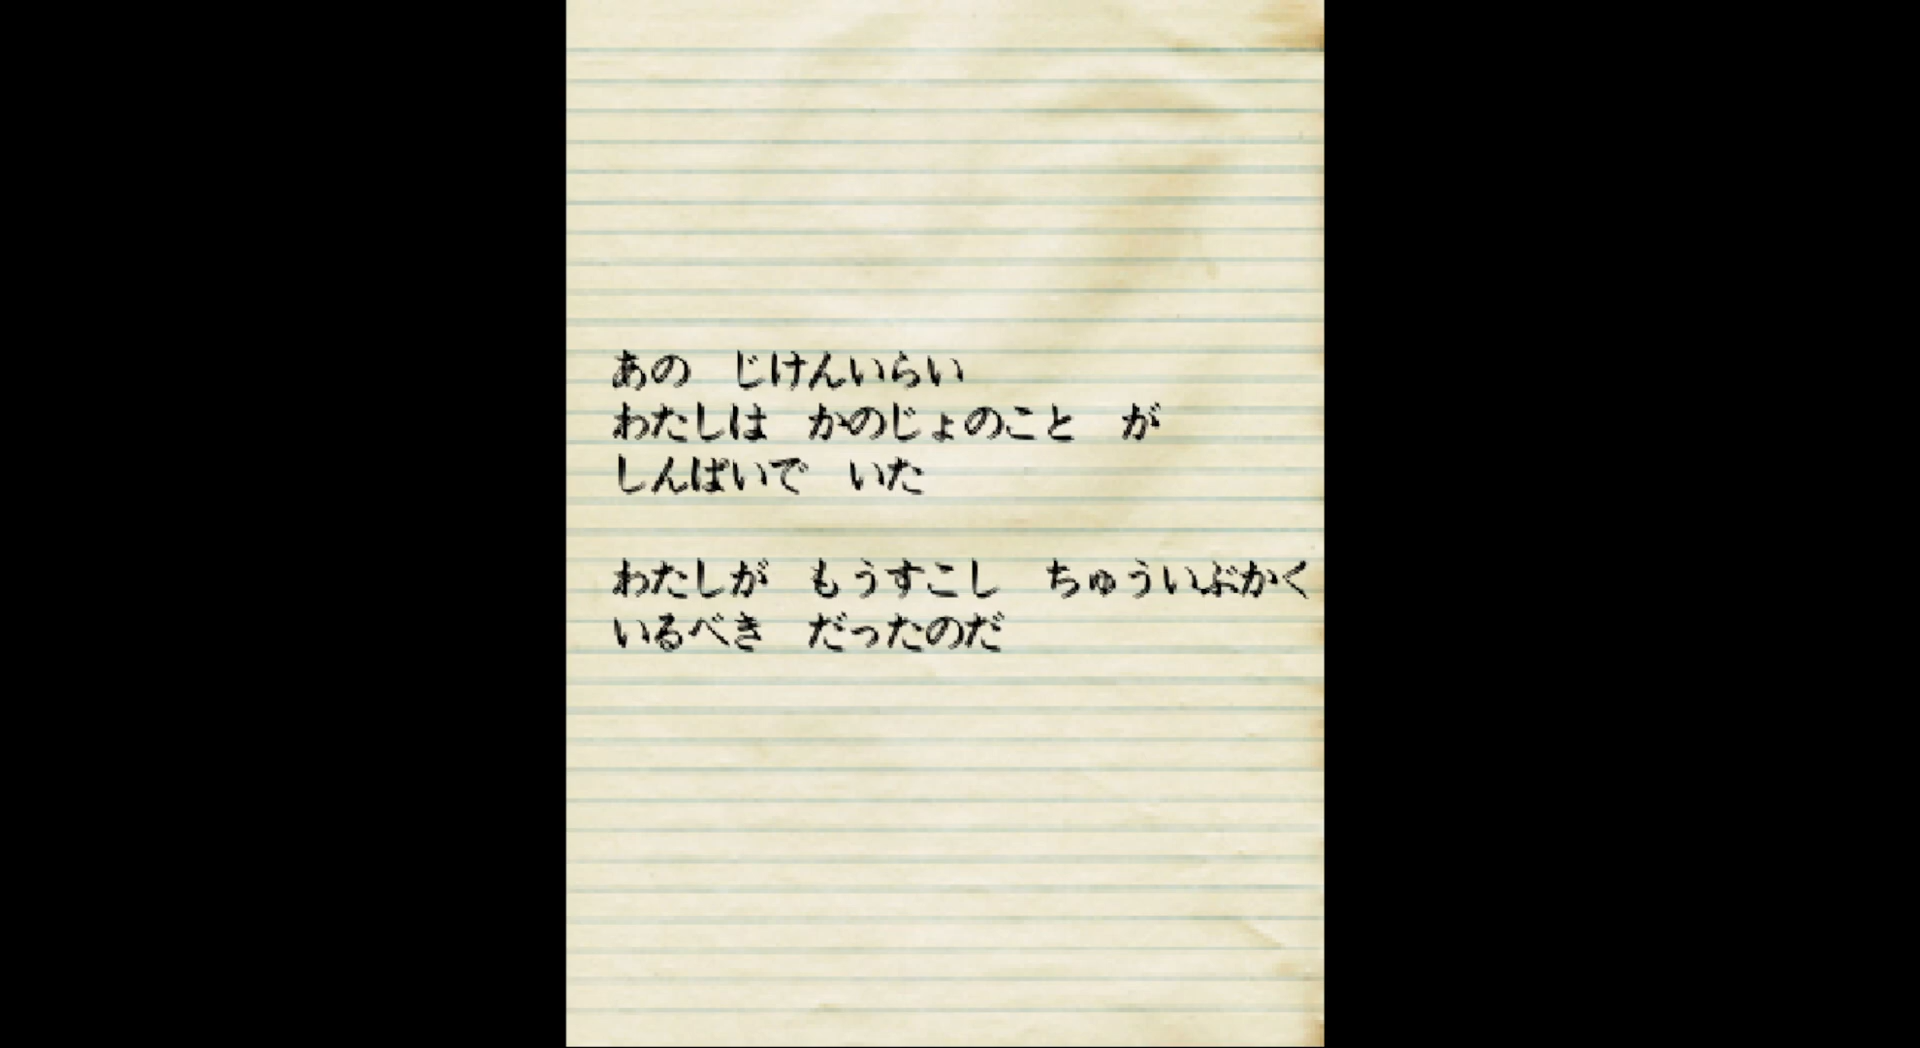 あの　じけんいらい
わたしは　かのじょのこと　が
しんぱいで　いた
わたしが　もうすこし　ちゅういぶかく
いるべき　だったのだ